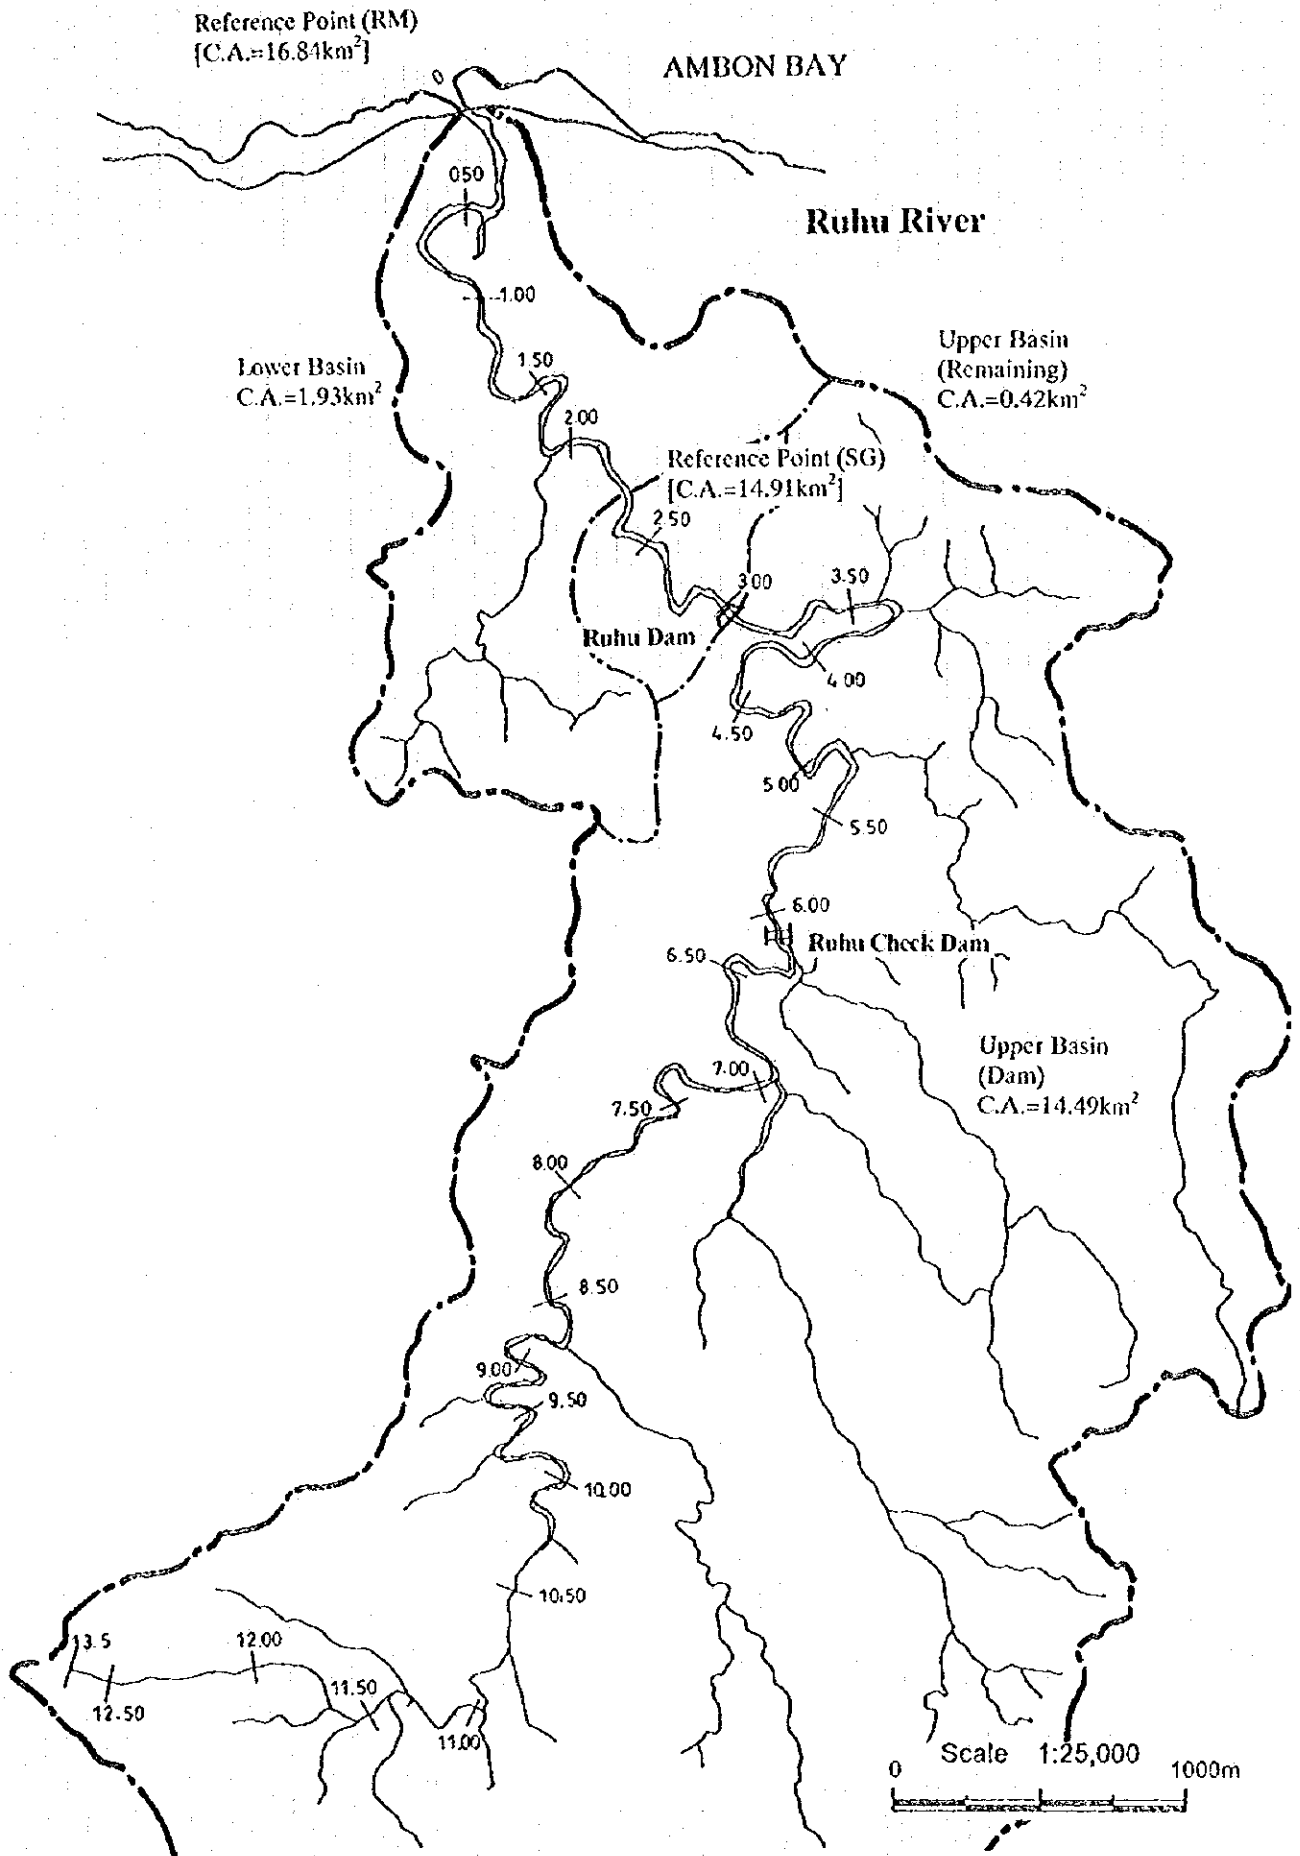 Reference Point (RM)
[C.A.=16.84km²]
AMBON BAY
0
050
Ruhu River
1.00
Lower Basin
C.A.=1.93km²
1.50
Upper Basin
(Remaining)
C.A.=0.42km²
2.00
Reference Point (SG)
[C.A.=14.91km²]
2.50
3.00
3.50
Ruhu Dam
4.00
4.50
5.00
5.50
6.00
Ruhu Check Dam
6.50
Upper Basin
(Dam)
C.A.=14.49km²
7.00
7.50
8.00
8.50
9.00
9.50
10.00
10.50
13.5
12.00
11.50
12.50
11.00
Scale 1:25,000
0 1000m